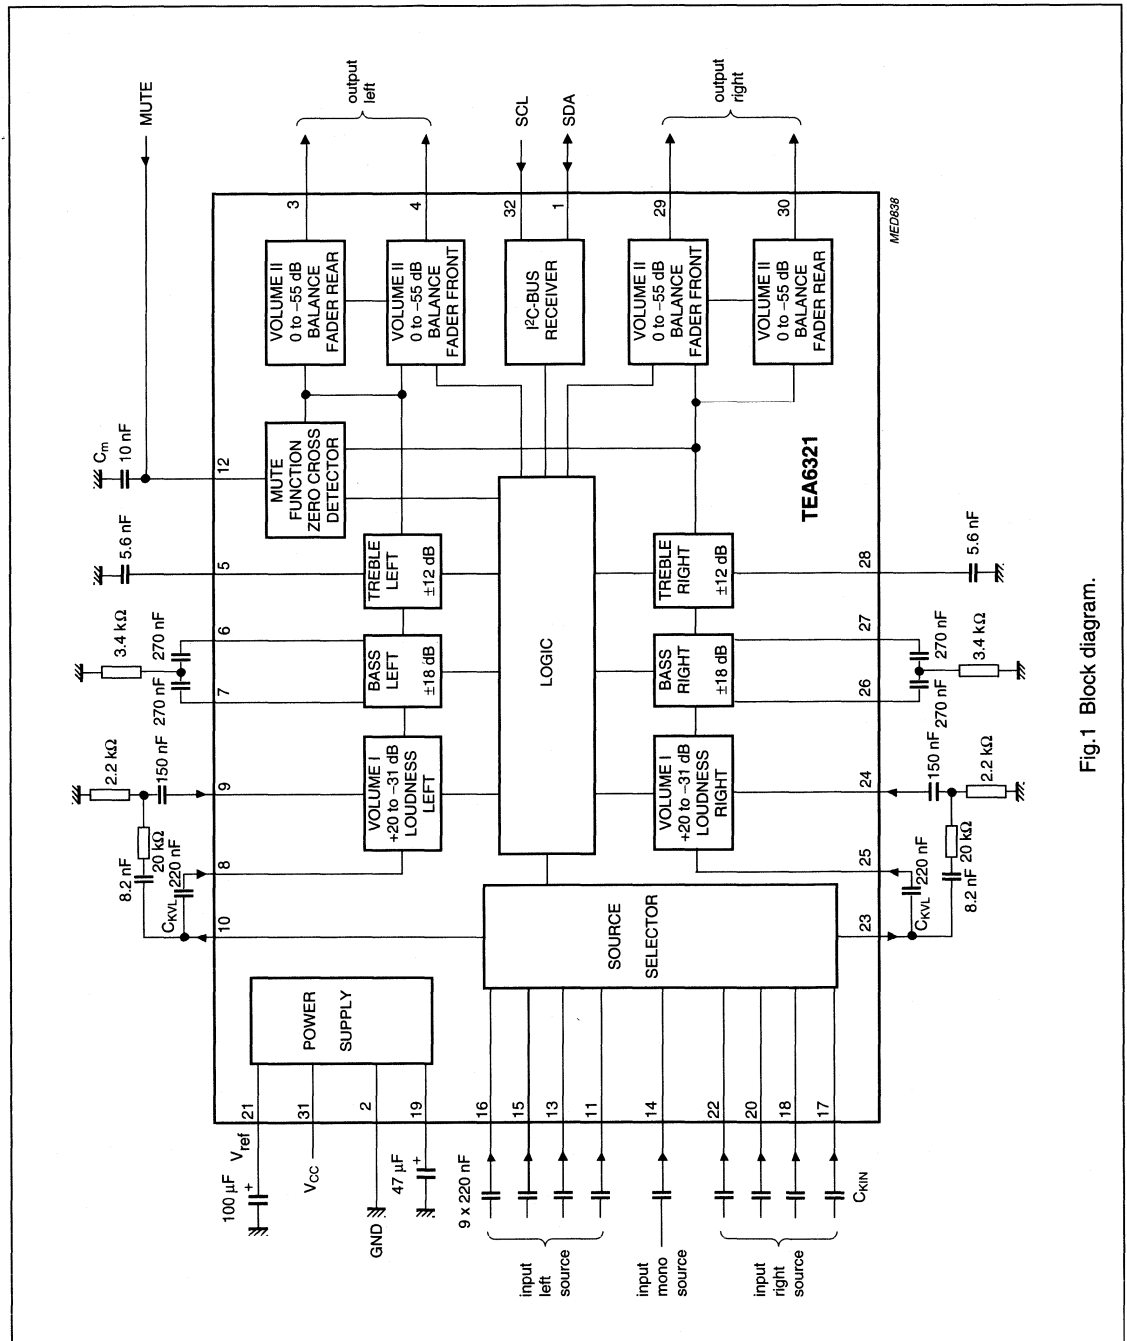 MUTE
output
left
SCL
SDA
output
right
3
4
32
1
29
30
MED838
VOLUME II
0 to −55 dB
BALANCE
FADER REAR
VOLUME II
0 to −55 dB
BALANCE
FADER FRONT
I²C-BUS
RECEIVER
VOLUME II
0 to −55 dB
BALANCE
FADER FRONT
VOLUME II
0 to −55 dB
BALANCE
FADER REAR
Cm
10 nF
12
MUTE
FUNCTION
ZERO CROSS
DETECTOR
TEA6321
5.6 nF
5
TREBLE
LEFT
±12 dB
TREBLE
RIGHT
±12 dB
28
5.6 nF
3.4 kΩ
270 nF
270 nF
6
7
BASS
LEFT
±18 dB
LOGIC
BASS
RIGHT
±18 dB
27
26
270 nF
270 nF
3.4 kΩ
2.2 kΩ
150 nF
9
VOLUME I
+20 to −31 dB
LOUDNESS
LEFT
VOLUME I
+20 to −31 dB
LOUDNESS
RIGHT
24
150 nF
2.2 kΩ
20 kΩ
8.2 nF
220 nF
CKVL
8
10
SOURCE
SELECTOR
25
23
220 nF
CKVL
20 kΩ
8.2 nF
POWER
SUPPLY
21
31
2
19
16
15
13
11
14
22
20
18
17
Vref
100 μF
+
VCC
GND
47 μF
+
9 x 220 nF
CKIN
input
left
source
input
mono
source
input
right
source
Fig.1 Block diagram.